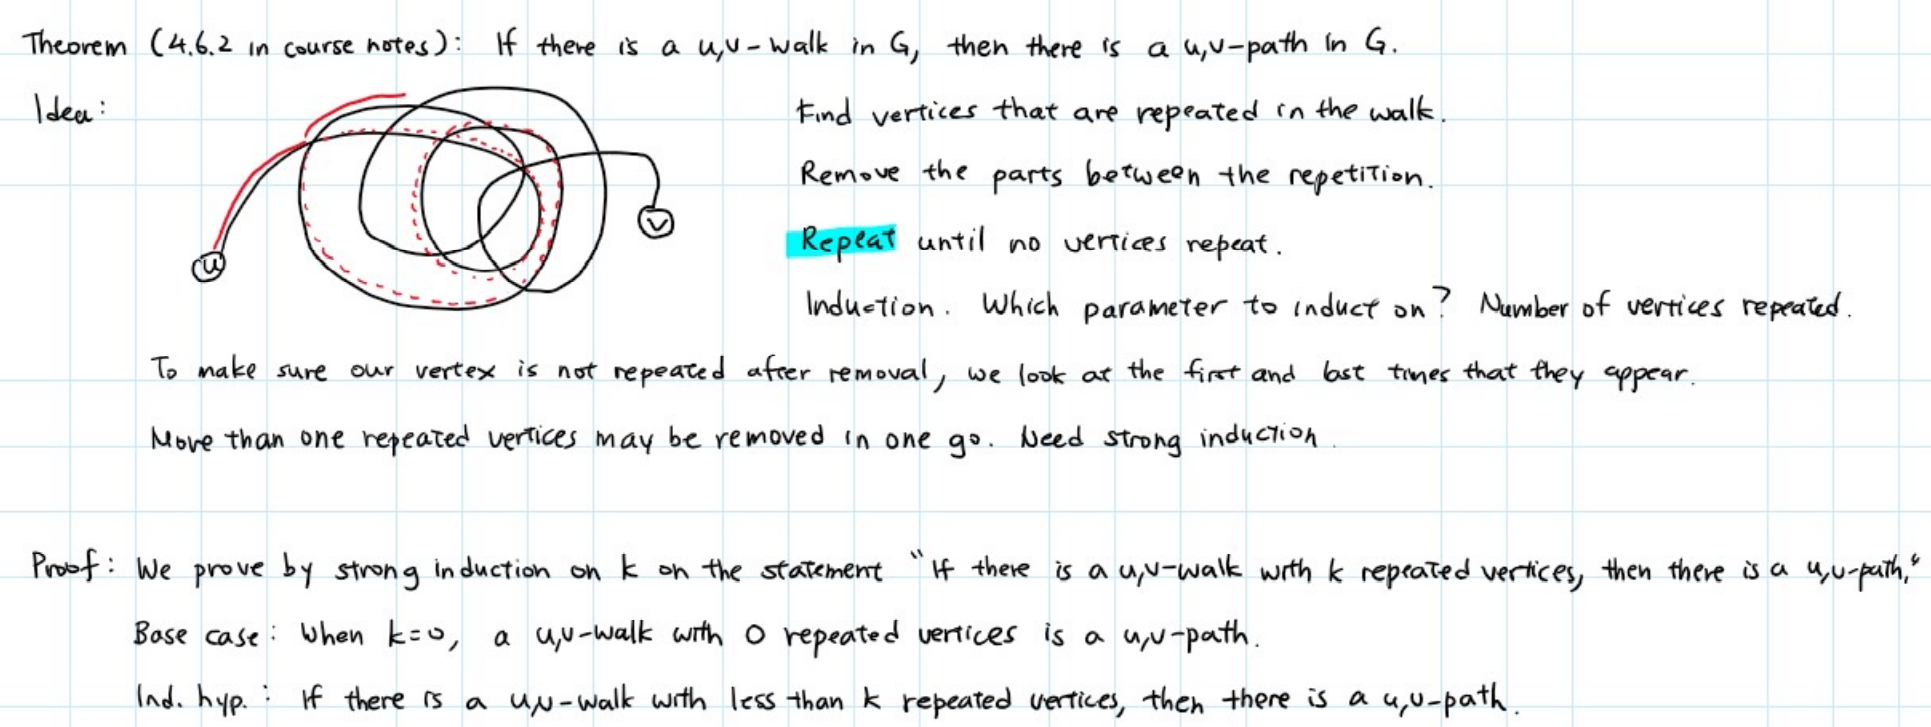 Theorem (4.6.2 in course notes): If there is a u,v-walk in G, then there is a u,v-path in G.
Idea:
u
v
Find vertices that are repeated in the walk.
Remove the parts between the repetition.
Repeat until no vertices repeat.
Induction. Which parameter to induct on? Number of vertices repeated.
To make sure our vertex is not repeated after removal, we look at the first and last times that they appear.
More than one repeated vertices may be removed in one go. Need strong induction.
Proof: We prove by strong induction on k on the statement "If there is a u,v-walk with k repeated vertices, then there is a u,v-path."
Base case: When k=0, a u,v-walk with 0 repeated vertices is a u,v-path.
Ind. hyp.: If there is a u,v-walk with less than k repeated vertices, then there is a u,v-path.